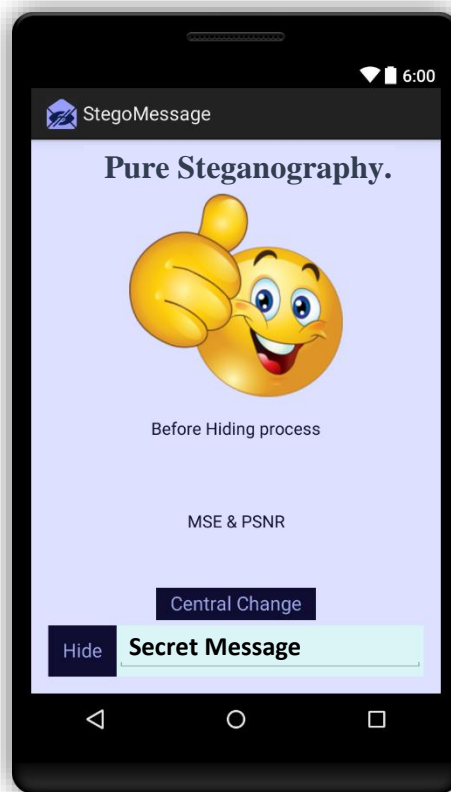 6:00
StegoMessage
Pure Steganography.
Before Hiding process
MSE & PSNR
Central Change
Hide Secret Message